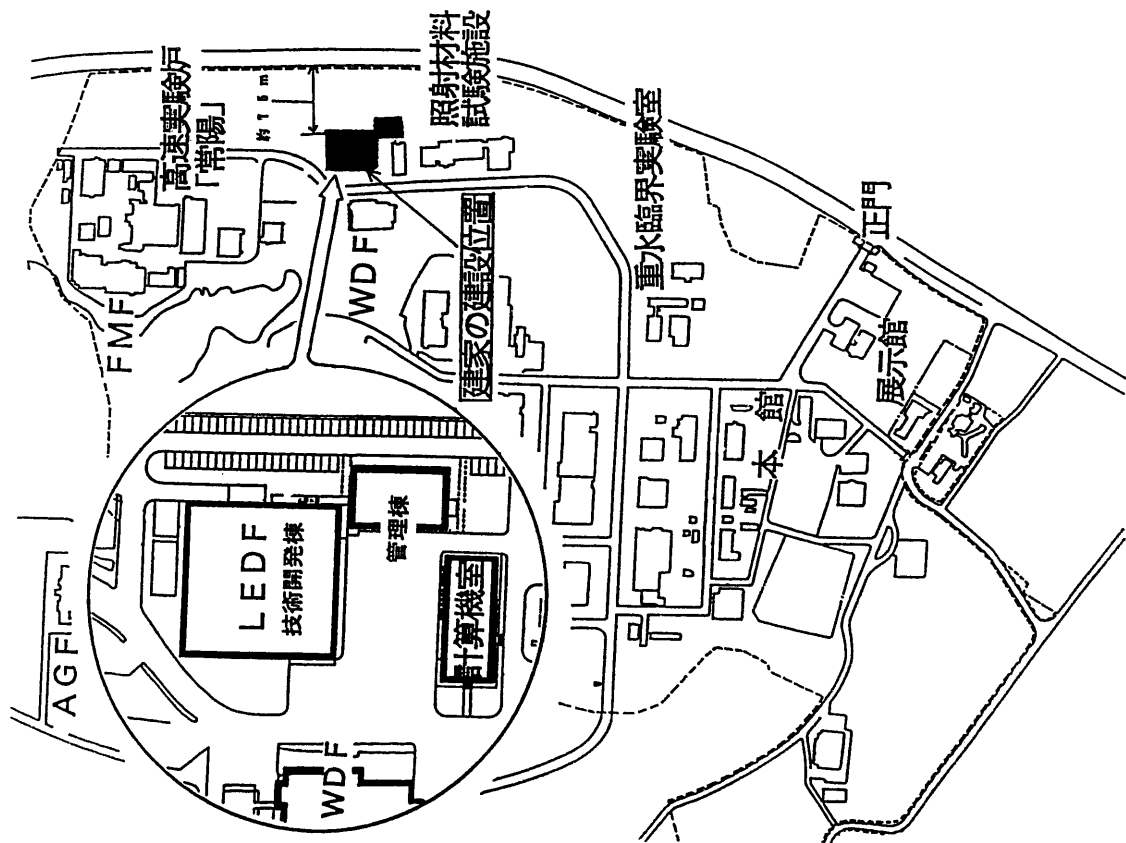 高速実験炉
「常陽」
約75m
照射材料
試験施設
重水臨界実験室
正門
FMF
WDF
建家の建設位置
展示館
本館
AGF
LEDF
技術開発棟
管理棟
計算機室
WDF